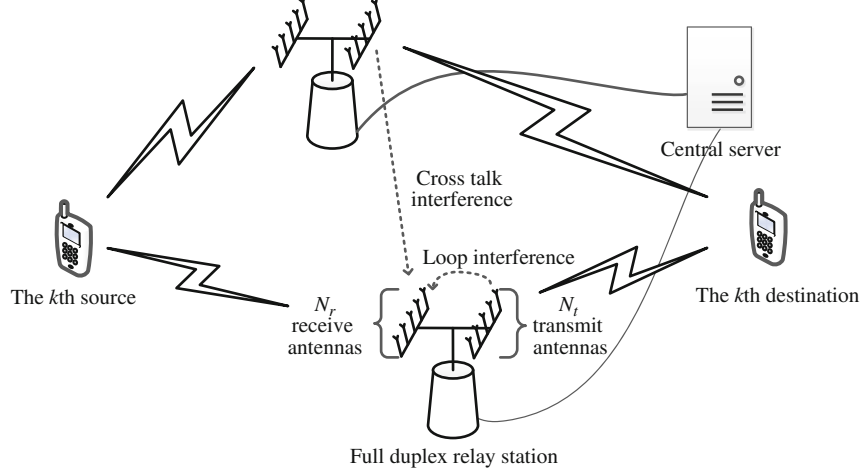 Central server
Cross talk
interference
Loop interference
The kth source
Nr
receive
antennas
Nt
transmit
antennas
The kth destination
Full duplex relay station